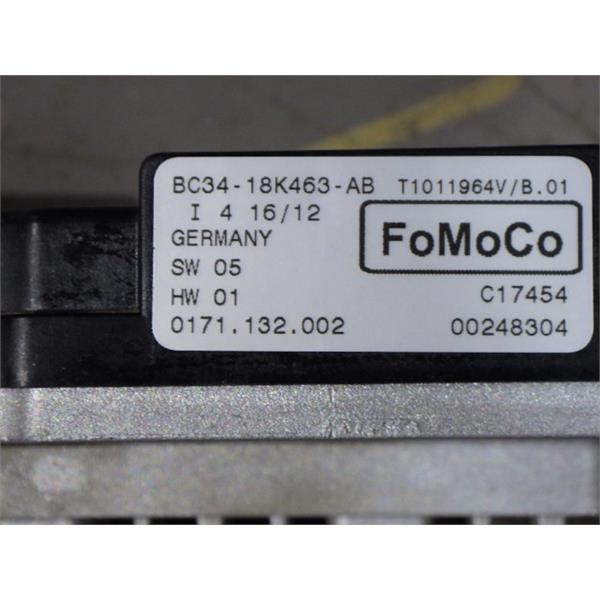 BC34-18K463-AB T1011964V/B.01
I 4 16/12
GERMANY FoMoCo
SW 05
HW 01 C17454
0171.132.002 00248304